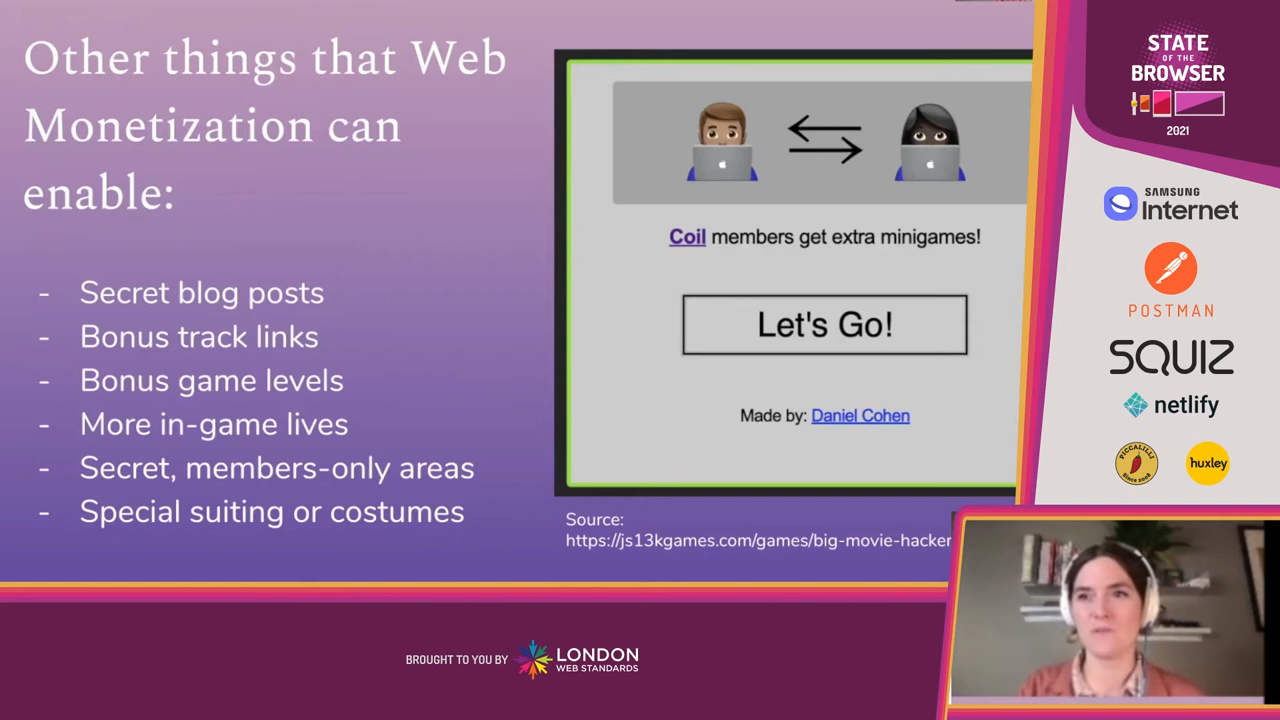 Other things that Web
Monetization can
enable:
- Secret blog posts
- Bonus track links
- Bonus game levels
- More in-game lives
- Secret, members-only areas
- Special suiting or costumes
Coil members get extra minigames!
Let's Go!
Made by: Daniel Cohen
Source:
https://js13kgames.com/games/big-movie-hacker
STATE
OF THE
BROWSER
2021
SAMSUNG
Internet
POSTMAN
SQUIZ
netlify
PICCALILLI
SINCE 2018
huxley
BROUGHT TO YOU BY
LONDON
WEB STANDARDS